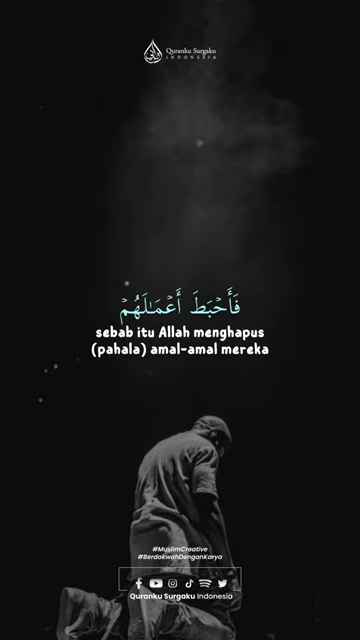 Quranku Surgaku
INDONESIA
فَأَحْبَطَ أَعْمَـٰلَهُمْ
sebab itu Allah menghapus
(pahala) amal-amal mereka
#MuslimCreative
#BerdakwahDenganKarya
Quranku Surgaku Indonesia